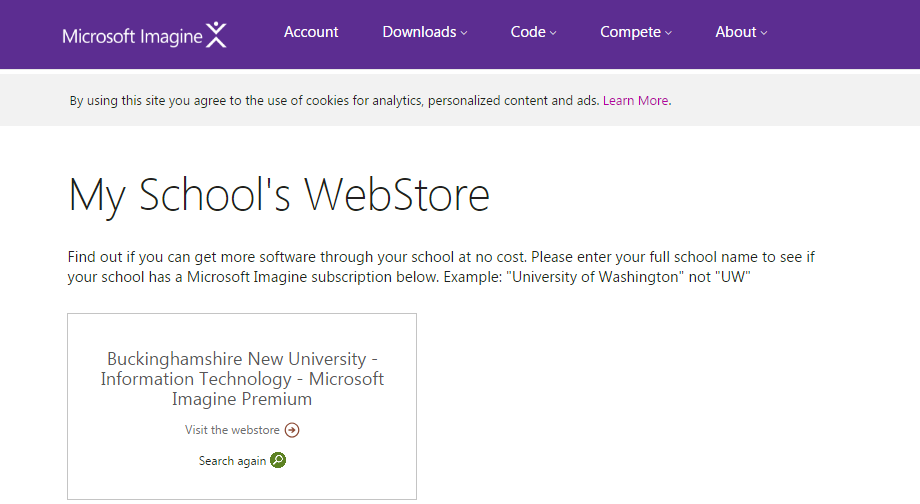 Microsoft Imagine
Account
Downloads
Code
Compete
About
By using this site you agree to the use of cookies for analytics, personalized content and ads. Learn More.
My School's WebStore
Find out if you can get more software through your school at no cost. Please enter your full school name to see if
your school has a Microsoft Imagine subscription below. Example: "University of Washington" not "UW"
Buckinghamshire New University -
Information Technology - Microsoft
Imagine Premium
Visit the webstore
Search again